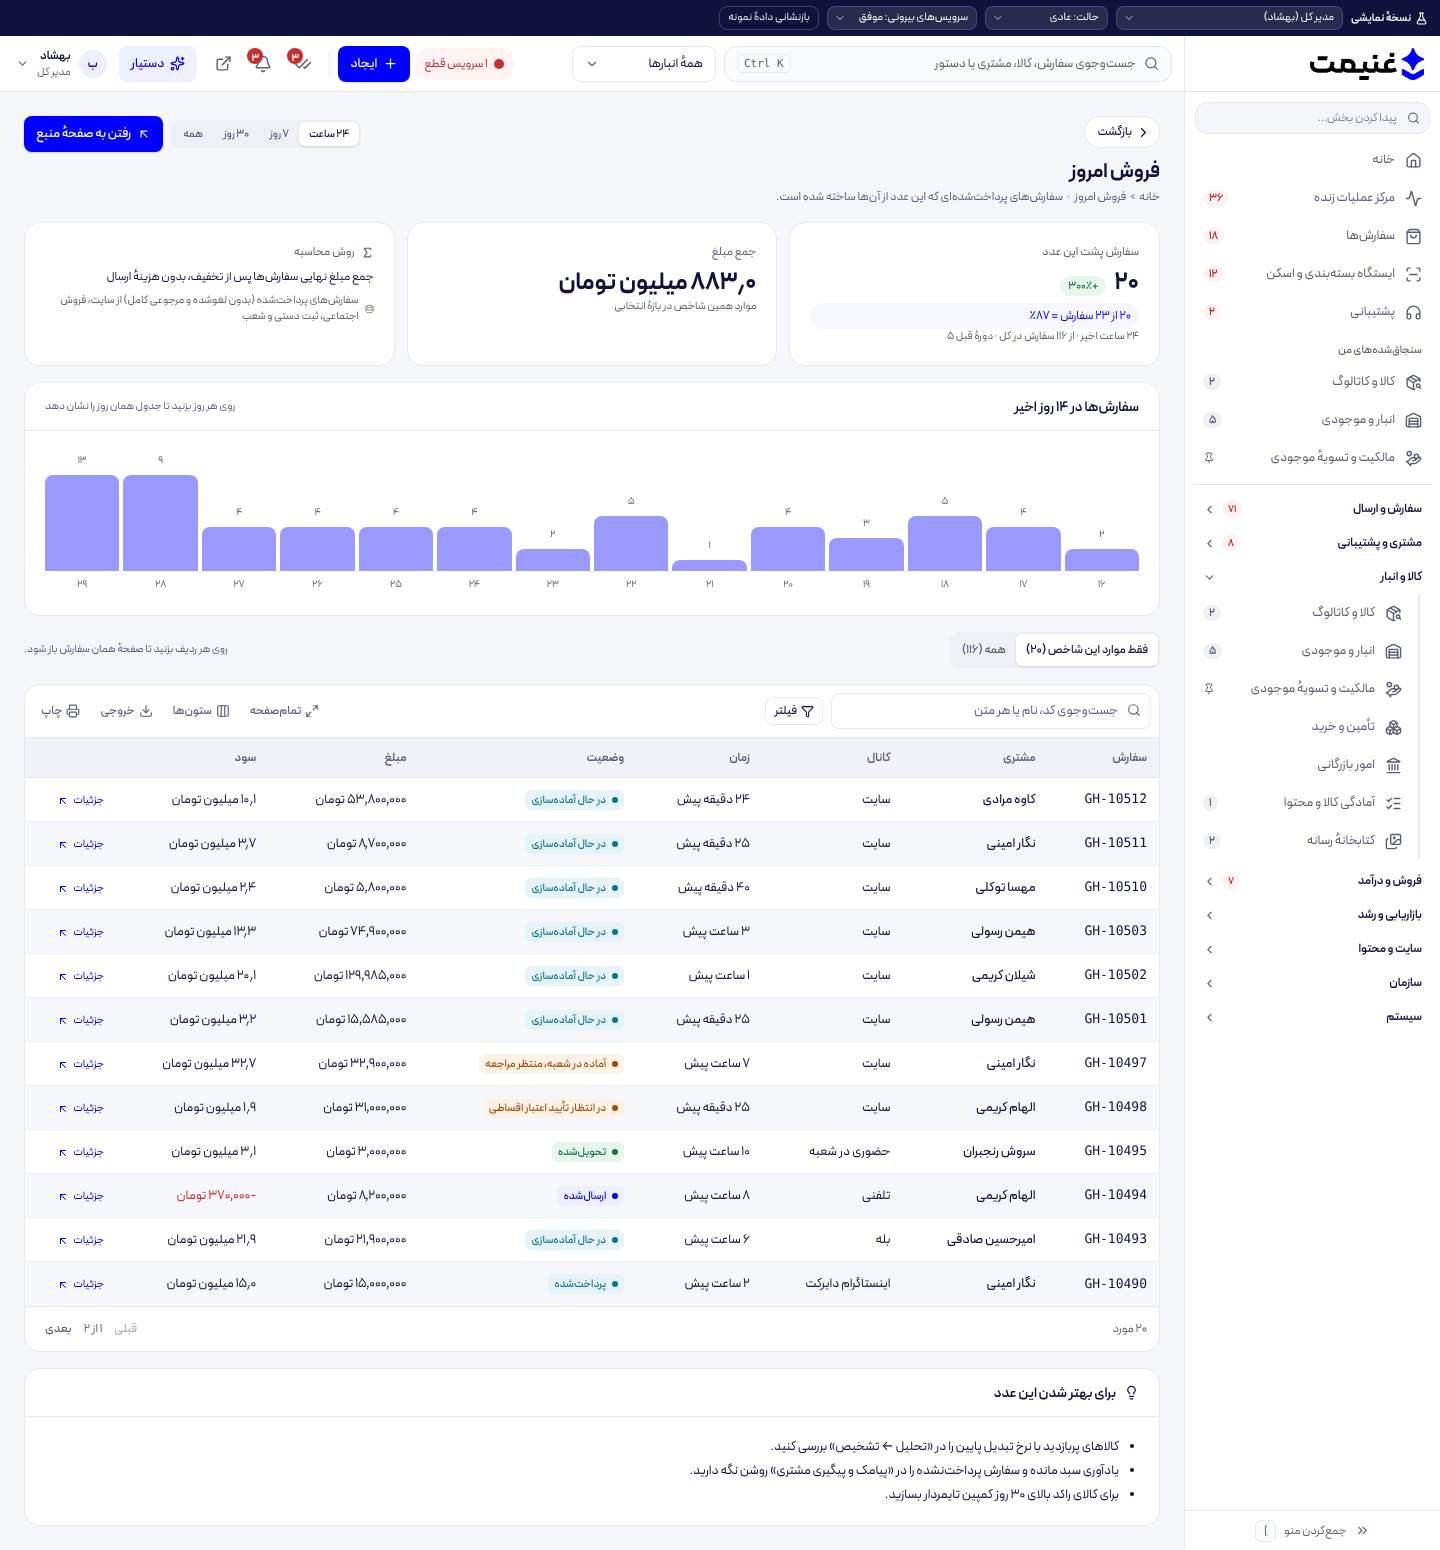 نسخهٔ نمایشی
مدیر کل (بهشاد)
حالت: عادی
سرویس‌های بیرونی: موفق
بازنشانی دادهٔ نمونه
غنیمت
جست‌وجوی سفارش، کالا، مشتری یا دستور
Ctrl K
همهٔ انبارها
۱ سرویس قطع
ایجاد
۳
۳
دستیار
ب
بهشاد
مدیر کل
پیدا کردن بخش...
خانه
مرکز عملیات زنده ۳۶
سفارش‌ها ۱۸
ایستگاه بسته‌بندی و اسکن ۱۲
پشتیبانی ۲
سنجاق‌شده‌های من
کالا و کاتالوگ ۲
انبار و موجودی ۵
مالکیت و تسویهٔ موجودی
سفارش و ارسال ۷۱
مشتری و پشتیبانی ۸
کالا و انبار
کالا و کاتالوگ ۲
انبار و موجودی ۵
مالکیت و تسویهٔ موجودی
تأمین و خرید
امور بازرگانی
آمادگی کالا و محتوا ۱
کتابخانهٔ رسانه ۲
فروش و درآمد ۷
بازاریابی و رشد
سایت و محتوا
سازمان
سیستم
جمع‌کردن منو [
بازگشت
۲۴ ساعت ۷ روز ۳۰ روز همه
رفتن به صفحهٔ منبع
فروش امروز
خانه › فروش امروز · سفارش‌های پرداخت‌شده‌ای که این عدد از آن‌ها ساخته شده است.
سفارش پشت این عدد
۲۰ +۳۰۰٪
۲۰ از ۲۳ سفارش = ۸۷٪
۲۴ ساعت اخیر · از ۱۱۶ سفارش در کل · دورهٔ قبل ۵
جمع مبلغ
۸۸۳٫۰ میلیون تومان
موارد همین شاخص در بازهٔ انتخابی
روش محاسبه
جمع مبلغ نهایی سفارش‌ها پس از تخفیف، بدون هزینهٔ ارسال
سفارش‌های پرداخت‌شده (بدون لغوشده و مرجوعی کامل) از سایت، فروش
اجتماعی، ثبت دستی و شعب
سفارش‌ها در ۱۴ روز اخیر
روی هر روز بزنید تا جدول همان روز را نشان دهد
۲ ۴ ۵ ۳ ۴ ۱ ۵ ۲ ۴ ۴ ۴ ۴ ۹ ۱۳
۱۶ ۱۷ ۱۸ ۱۹ ۲۰ ۲۱ ۲۲ ۲۳ ۲۴ ۲۵ ۲۶ ۲۷ ۲۸ ۲۹
فقط موارد این شاخص (۲۰) همه (۱۱۶)
روی هر ردیف بزنید تا صفحهٔ همان سفارش باز شود.
جست‌وجوی کد، نام یا هر متن
فیلتر
تمام‌صفحه
ستون‌ها
خروجی
چاپ
سفارش مشتری کانال زمان وضعیت مبلغ سود
GH-10512 کاوه مرادی سایت ۲۴ دقیقه پیش در حال آماده‌سازی ۵۳,۸۰۰,۰۰۰ تومان ۱۰٫۱ میلیون تومان جزئیات
GH-10511 نگار امینی سایت ۲۵ دقیقه پیش در حال آماده‌سازی ۸,۷۰۰,۰۰۰ تومان ۳٫۷ میلیون تومان جزئیات
GH-10510 مهسا توکلی سایت ۴۰ دقیقه پیش در حال آماده‌سازی ۵,۸۰۰,۰۰۰ تومان ۲٫۴ میلیون تومان جزئیات
GH-10503 هیمن رسولی سایت ۳ ساعت پیش در حال آماده‌سازی ۷۴,۹۰۰,۰۰۰ تومان ۱۳٫۳ میلیون تومان جزئیات
GH-10502 شیلان کریمی سایت ۱ ساعت پیش در حال آماده‌سازی ۱۲۹,۹۸۵,۰۰۰ تومان ۲۰٫۱ میلیون تومان جزئیات
GH-10501 هیمن رسولی سایت ۲۵ دقیقه پیش در حال آماده‌سازی ۱۵,۵۸۵,۰۰۰ تومان ۳٫۲ میلیون تومان جزئیات
GH-10497 نگار امینی سایت ۷ ساعت پیش آماده در شعبه، منتظر مراجعه ۳۲,۹۰۰,۰۰۰ تومان ۳۲٫۷ میلیون تومان جزئیات
GH-10498 الهام کریمی سایت ۲۵ دقیقه پیش در انتظار تأیید اعتبار اقساطی ۳۱,۰۰۰,۰۰۰ تومان ۱٫۹ میلیون تومان جزئیات
GH-10495 سروش رنجبران حضوری در شعبه ۱۰ ساعت پیش تحویل‌شده ۳,۰۰۰,۰۰۰ تومان ۳٫۱ میلیون تومان جزئیات
GH-10494 الهام کریمی تلفنی ۸ ساعت پیش ارسال‌شده ۸,۲۰۰,۰۰۰ تومان -۳۷۰,۰۰۰ تومان جزئیات
GH-10493 امیرحسین صادقی بله ۶ ساعت پیش در حال آماده‌سازی ۲۱,۹۰۰,۰۰۰ تومان ۲۱٫۹ میلیون تومان جزئیات
GH-10490 نگار امینی اینستاگرام دایرکت ۲ ساعت پیش پرداخت‌شده ۱۵,۰۰۰,۰۰۰ تومان ۱۵٫۰ میلیون تومان جزئیات
۲۰ مورد
قبلی ۱ از ۲ بعدی
برای بهتر شدن این عدد
• کالاهای پربازدید با نرخ تبدیل پایین را در «تحلیل ← تشخیص» بررسی کنید.
• یادآوری سبد مانده و سفارش پرداخت‌نشده را در «پیامک و پیگیری مشتری» روشن نگه دارید.
• برای کالای راکد بالای ۳۰ روز کمپین تایمردار بسازید.